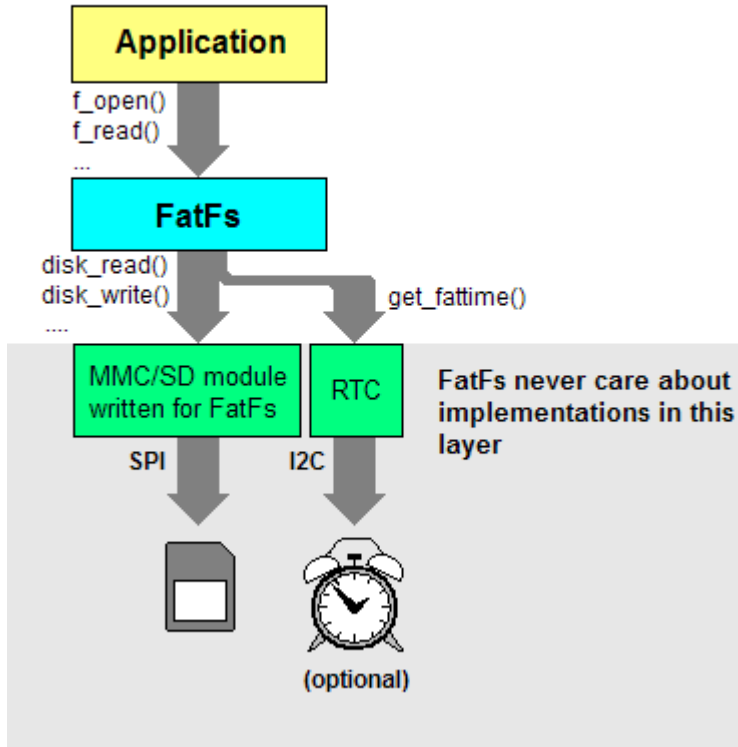 Application
f_open()
f_read()
...
FatFs
disk_read()
disk_write()
....
get_fattime()
MMC/SD module
written for FatFs
RTC
FatFs never care about
implementations in this
layer
SPI
I2C
(optional)